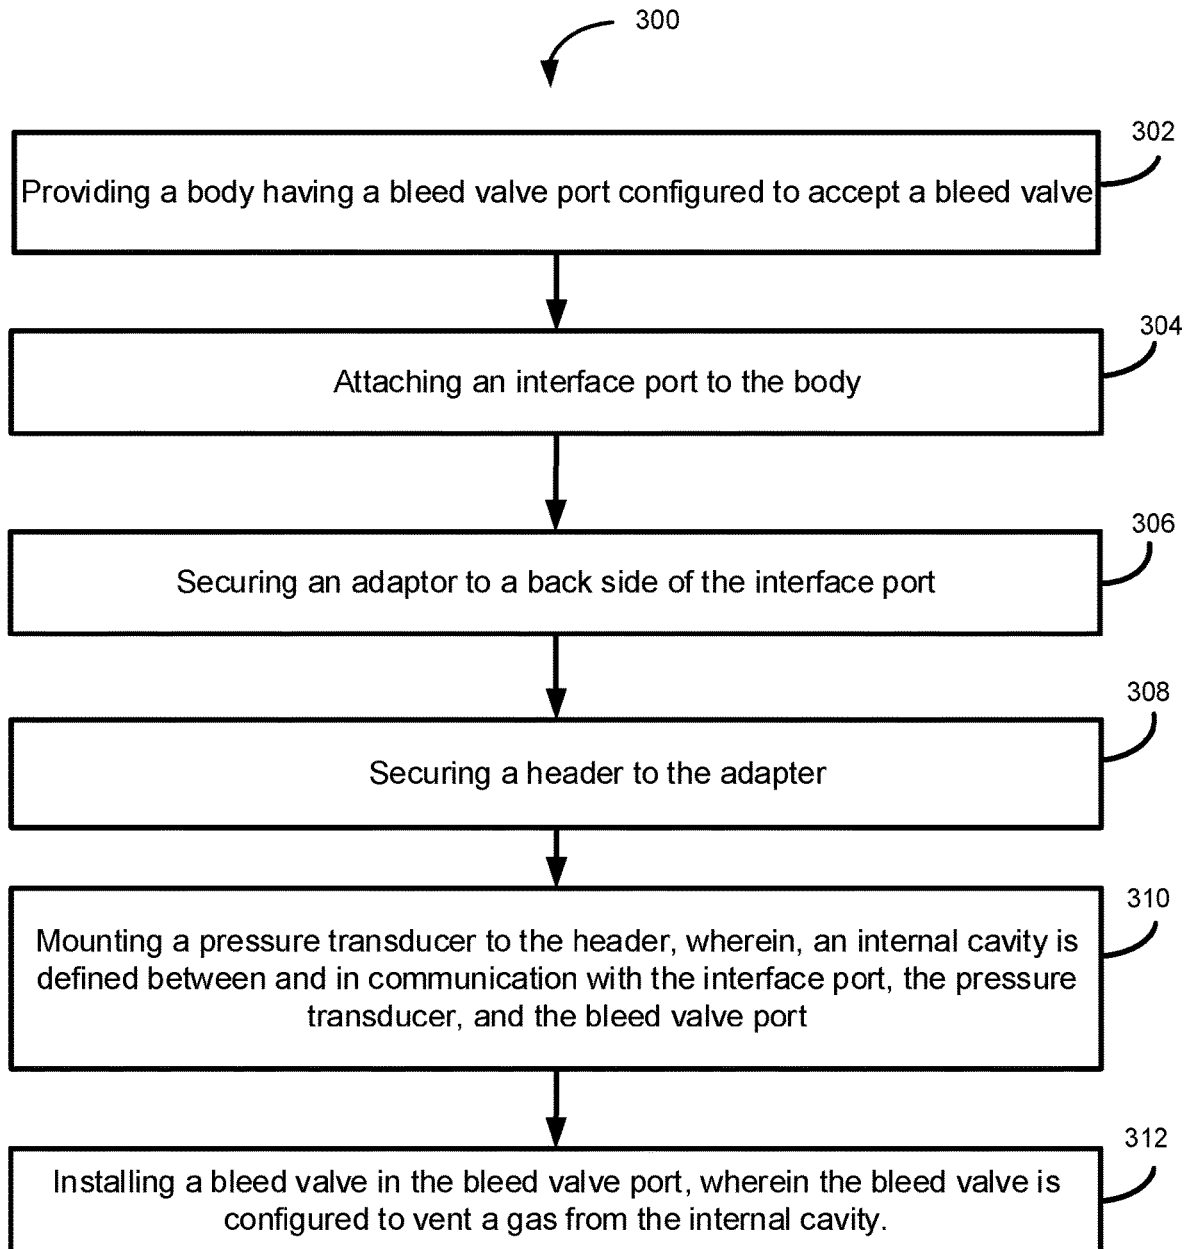 300
302
Providing a body having a bleed valve port configured to accept a bleed valve
304
Attaching an interface port to the body
306
Securing an adaptor to a back side of the interface port
308
Securing a header to the adapter
310
Mounting a pressure transducer to the header, wherein, an internal cavity is
defined between and in communication with the interface port, the pressure
transducer, and the bleed valve port
312
Installing a bleed valve in the bleed valve port, wherein the bleed valve is
configured to vent a gas from the internal cavity.